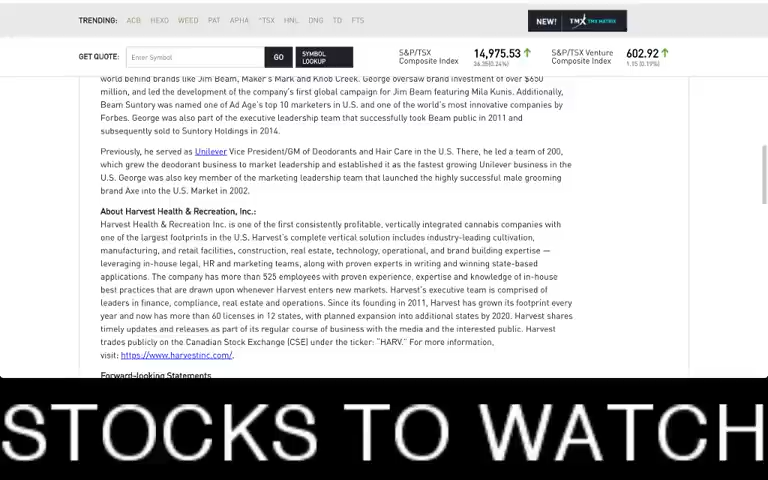 TRENDING: ACB HEXO WEED PAT APHA ^TSX HNL DNG TD FTS
NEW! TMX TMX MATRIX
GET QUOTE: Enter Symbol GO SYMBOL LOOKUP
S&P/TSX Composite Index 14,975.53
36.35(0.24%)
S&P/TSX Venture Composite Index 602.92
1.15 (0.19%)
world behind brands like Jim Beam, Maker's Mark and Knob Creek. George oversaw brand investment of over $650
million, and led the development of the company's first global campaign for Jim Beam featuring Mila Kunis. Additionally,
Beam Suntory was named one of Ad Age's top 10 marketers in U.S. and one of the world's most innovative companies by
Forbes. George was also part of the executive leadership team that successfully took Beam public in 2011 and
subsequently sold to Suntory Holdings in 2014.
Previously, he served as Unilever Vice President/GM of Deodorants and Hair Care in the U.S. There, he led a team of 200,
which grew the deodorant business to market leadership and established it as the fastest growing Unilever business in the
U.S. George was also key member of the marketing leadership team that launched the highly successful male grooming
brand Axe into the U.S. Market in 2002.
About Harvest Health & Recreation, Inc.:
Harvest Health & Recreation Inc. is one of the first consistently profitable, vertically integrated cannabis companies with
one of the largest footprints in the U.S. Harvest's complete vertical solution includes industry-leading cultivation,
manufacturing, and retail facilities, construction, real estate, technology, operational, and brand building expertise —
leveraging in-house legal, HR and marketing teams, along with proven experts in writing and winning state-based
applications. The company has more than 525 employees with proven experience, expertise and knowledge of in-house
best practices that are drawn upon whenever Harvest enters new markets. Harvest's executive team is comprised of
leaders in finance, compliance, real estate and operations. Since its founding in 2011, Harvest has grown its footprint every
year and now has more than 60 licenses in 12 states, with planned expansion into additional states by 2020. Harvest shares
timely updates and releases as part of its regular course of business with the media and the interested public. Harvest
trades publicly on the Canadian Stock Exchange (CSE) under the ticker: "HARV." For more information,
visit: https://www.harvestinc.com/.
Forward-looking Statements
STOCKS TO WATCH